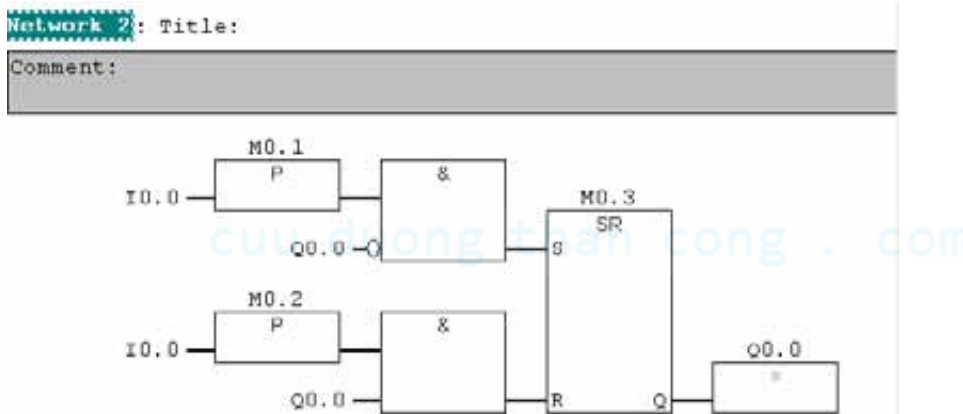 Network 2: Title:
Comment:
M0.1
P
&
I0.0
M0.3
SR
Q0.0
S
cuu duong than cong . com
M0.2
P
&
I0.0
Q0.0
Q0.0
R
Q